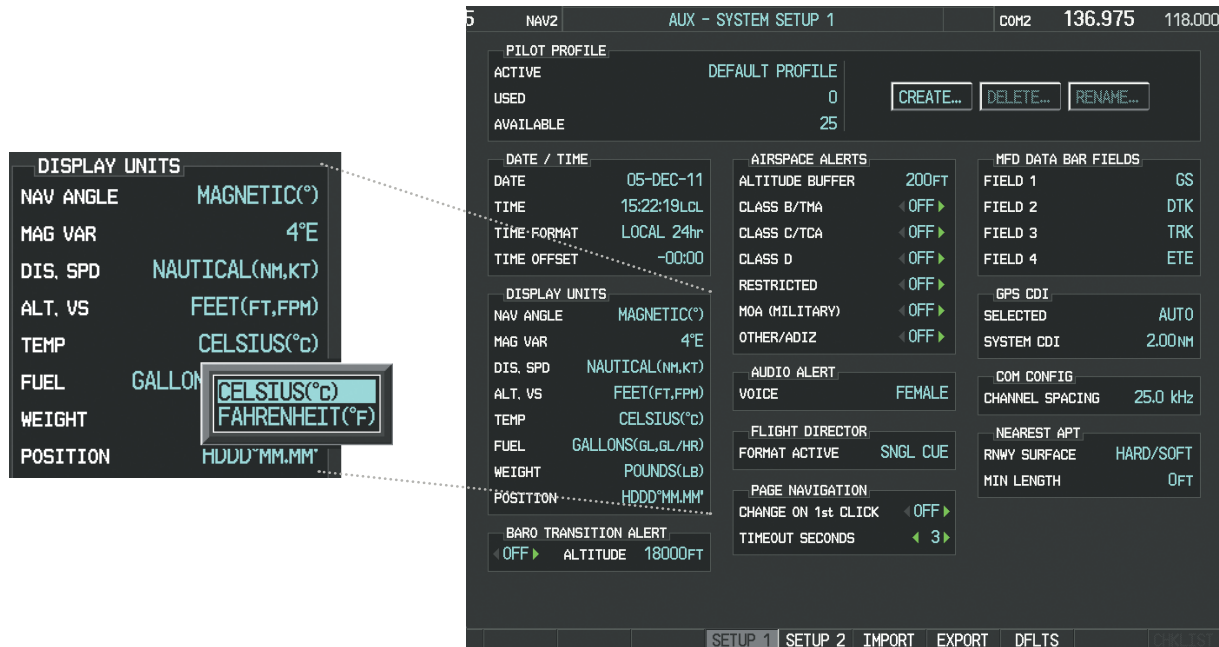 DISPLAY UNITS
NAV ANGLE MAGNETIC(°)
MAG VAR 4°E
DIS, SPD NAUTICAL(NM,KT)
ALT, VS FEET(FT,FPM)
TEMP CELSIUS(°C)
FUEL
CELSIUS(°C)
FAHRENHEIT(°F)
WEIGHT
POSITION HDDD°MM.MM'
5 NAV2 AUX – SYSTEM SETUP 1 COM2 136.975 118.000
PILOT PROFILE
ACTIVE DEFAULT PROFILE
USED 0
AVAILABLE 25
CREATE... DELETE... RENAME...
DATE / TIME
DATE 05-DEC-11
TIME 15:22:19LCL
TIME FORMAT LOCAL 24hr
TIME OFFSET -00:00
DISPLAY UNITS
NAV ANGLE MAGNETIC(°)
MAG VAR 4°E
DIS, SPD NAUTICAL(NM,KT)
ALT, VS FEET(FT,FPM)
TEMP CELSIUS(°C)
FUEL GALLONS(GL,GL/HR)
WEIGHT POUNDS(LB)
POSITION HDDD°MM.MM'
BARO TRANSITION ALERT
OFF ALTITUDE 18000FT
AIRSPACE ALERTS
ALTITUDE BUFFER 200FT
CLASS B/TMA OFF
CLASS C/TCA OFF
CLASS D OFF
RESTRICTED OFF
MOA (MILITARY) OFF
OTHER/ADIZ OFF
AUDIO ALERT
VOICE FEMALE
FLIGHT DIRECTOR
FORMAT ACTIVE SNGL CUE
PAGE NAVIGATION
CHANGE ON 1st CLICK OFF
TIMEOUT SECONDS 3
MFD DATA BAR FIELDS
FIELD 1 GS
FIELD 2 DTK
FIELD 3 TRK
FIELD 4 ETE
GPS CDI
SELECTED AUTO
SYSTEM CDI 2.00NM
COM CONFIG
CHANNEL SPACING 25.0 kHz
NEAREST APT
RNWY SURFACE HARD/SOFT
MIN LENGTH 0FT
SETUP 1 SETUP 2 IMPORT EXPORT DFLTS CHKLIST